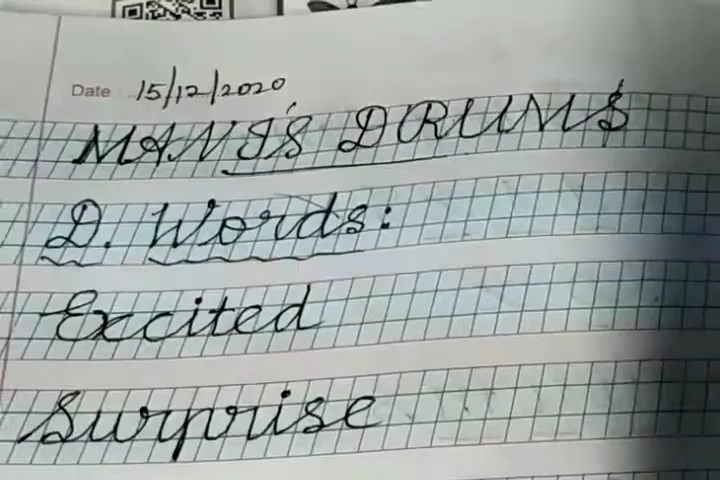 Date 15/12/2020
MANI'S DRUMS
D. Words:
Excited
Surprise